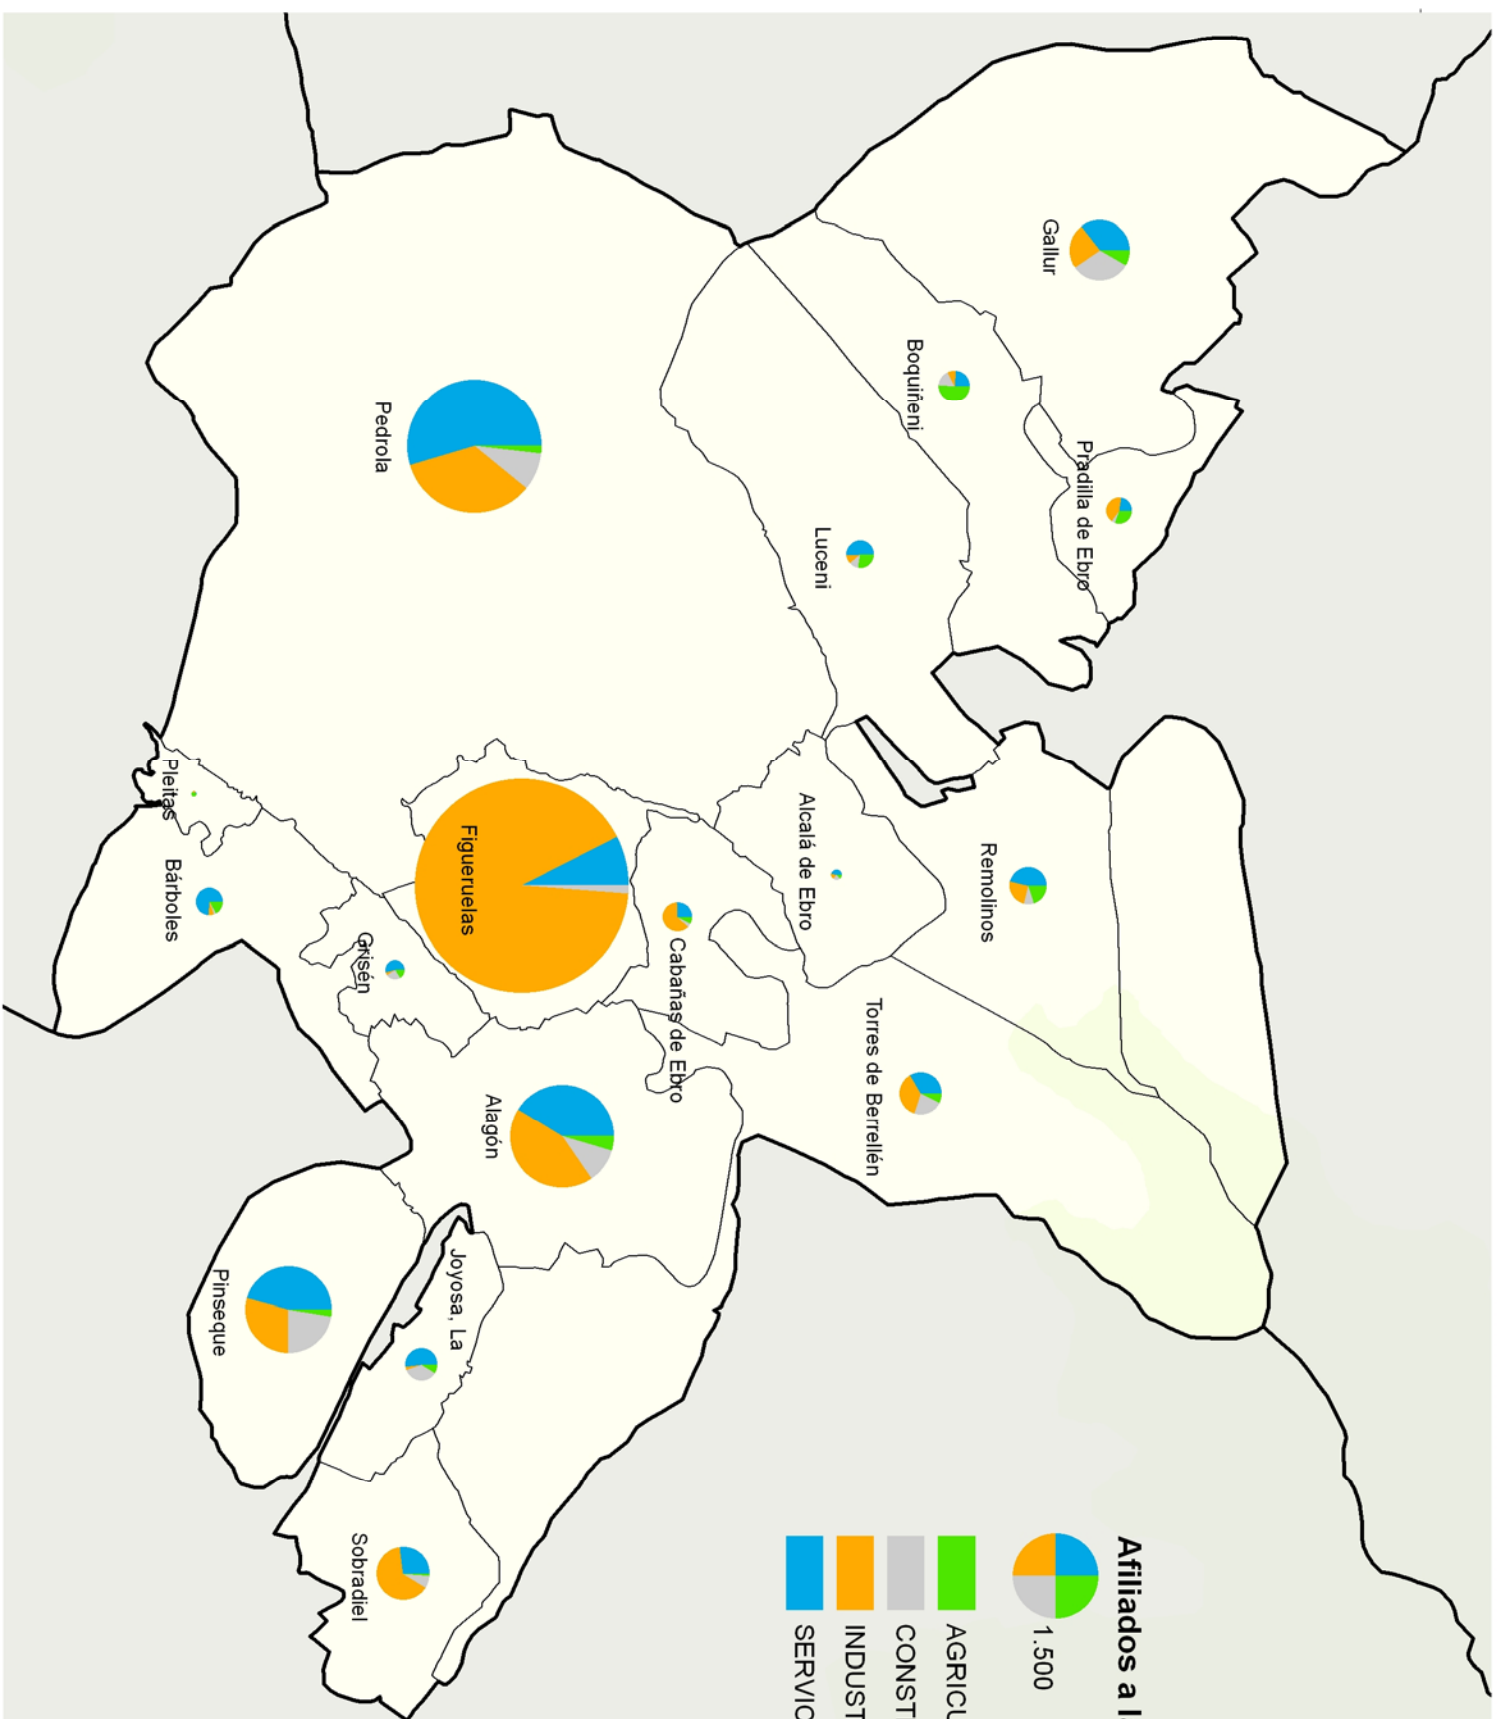 Afiliados a l
1.500
AGRICU
CONST
INDUST
SERVIC
Gallur
Pradilla de Ebro
Boquiñeni
Remolinos
Luceni
Alcalá de Ebro
Torres de Berrellén
Cabañas de Ebro
Pedrola
Figueruelas
Alagón
Joyosa, La
Grisén
Sobradiel
Pleitas
Bárboles
Pinseque